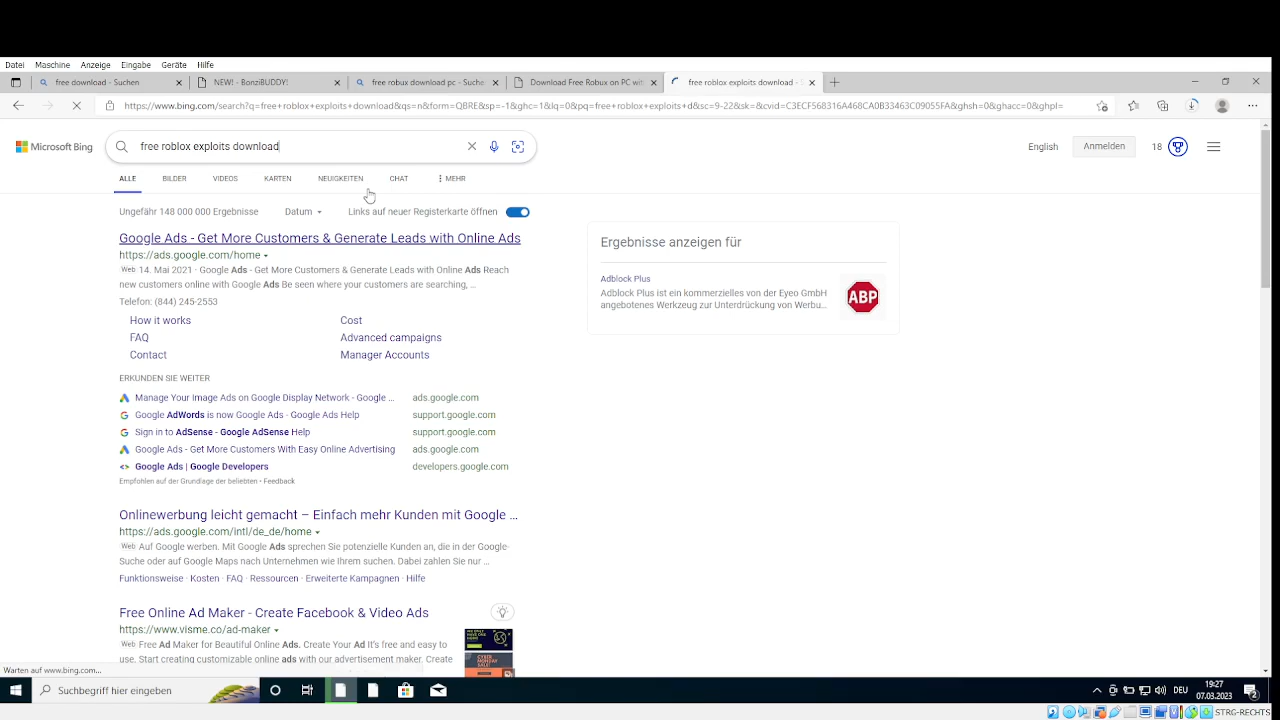 Datei Maschine Anzeige Eingabe Geräte Hilfe
free download - Suchen NEW! - BonziBUDDY! free robux download pc - Suche Download Free Robux on PC wit free roblox exploits download - S
https://www.bing.com/search?q=free+roblox+exploits+download&qs=n&form=QBRE&sp=-1&ghc=1&lq=0&pq=free+roblox+exploits+d&sc=9-22&sk=&cvid=C3ECF568316A468CA0B33463C09055FA&ghsh=0&ghacc=0&ghpl=
Microsoft Bing free roblox exploits download English Anmelden 18
ALLE BILDER VIDEOS KARTEN NEUIGKEITEN CHAT MEHR
Ungefähr 148 000 000 Ergebnisse Datum Links auf neuer Registerkarte öffnen
Google Ads - Get More Customers & Generate Leads with Online Ads
https://ads.google.com/home
Web 14. Mai 2021 · Google Ads - Get More Customers & Generate Leads with Online Ads Reach
new customers online with Google Ads Be seen where your customers are searching, ...
Telefon: (844) 245-2553
How it works Cost
FAQ Advanced campaigns
Contact Manager Accounts
ERKUNDEN SIE WEITER
Manage Your Image Ads on Google Display Network - Google ... ads.google.com
Google AdWords is now Google Ads - Google Ads Help support.google.com
Sign in to AdSense - Google AdSense Help support.google.com
Google Ads - Get More Customers With Easy Online Advertising ads.google.com
Google Ads | Google Developers developers.google.com
Empfohlen auf der Grundlage der beliebten • Feedback
Onlinewerbung leicht gemacht – Einfach mehr Kunden mit Google ...
https://ads.google.com/intl/de_de/home
Web Auf Google werben. Mit Google Ads sprechen Sie potenzielle Kunden an, die in der Google-
Suche oder auf Google Maps nach Unternehmen wie Ihrem suchen. Dabei zahlen Sie nur ...
Funktionsweise · Kosten · FAQ · Ressourcen · Erweiterte Kampagnen · Hilfe
Free Online Ad Maker - Create Facebook & Video Ads
https://www.visme.co/ad-maker
Web Free Ad Maker for Beautiful Online Ads. Create Your Ad It's free and easy to
use. Start creating customizable online ads with our advertisement maker. Create
CYBER
MONDAY
SALE!
Ergebnisse anzeigen für
Adblock Plus
Adblock Plus ist ein kommerzielles von der Eyeo GmbH
angebotenes Werkzeug zur Unterdrückung von Werbu...
ABP
Warten auf www.bing.com...
Suchbegriff hier eingeben DEU 19:27
07.03.2023
2
STRG-RECHTS